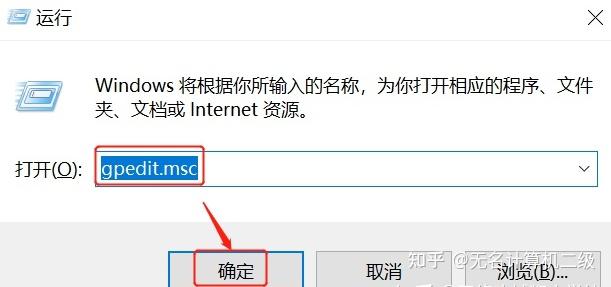 运行
Windows 将根据你所输入的名称，为你打开相应的程序、文件
夹、文档或 Internet 资源。
打开(O):
gpedit.msc
确定
取消
浏览(B)...
知乎 @无名计算机二级